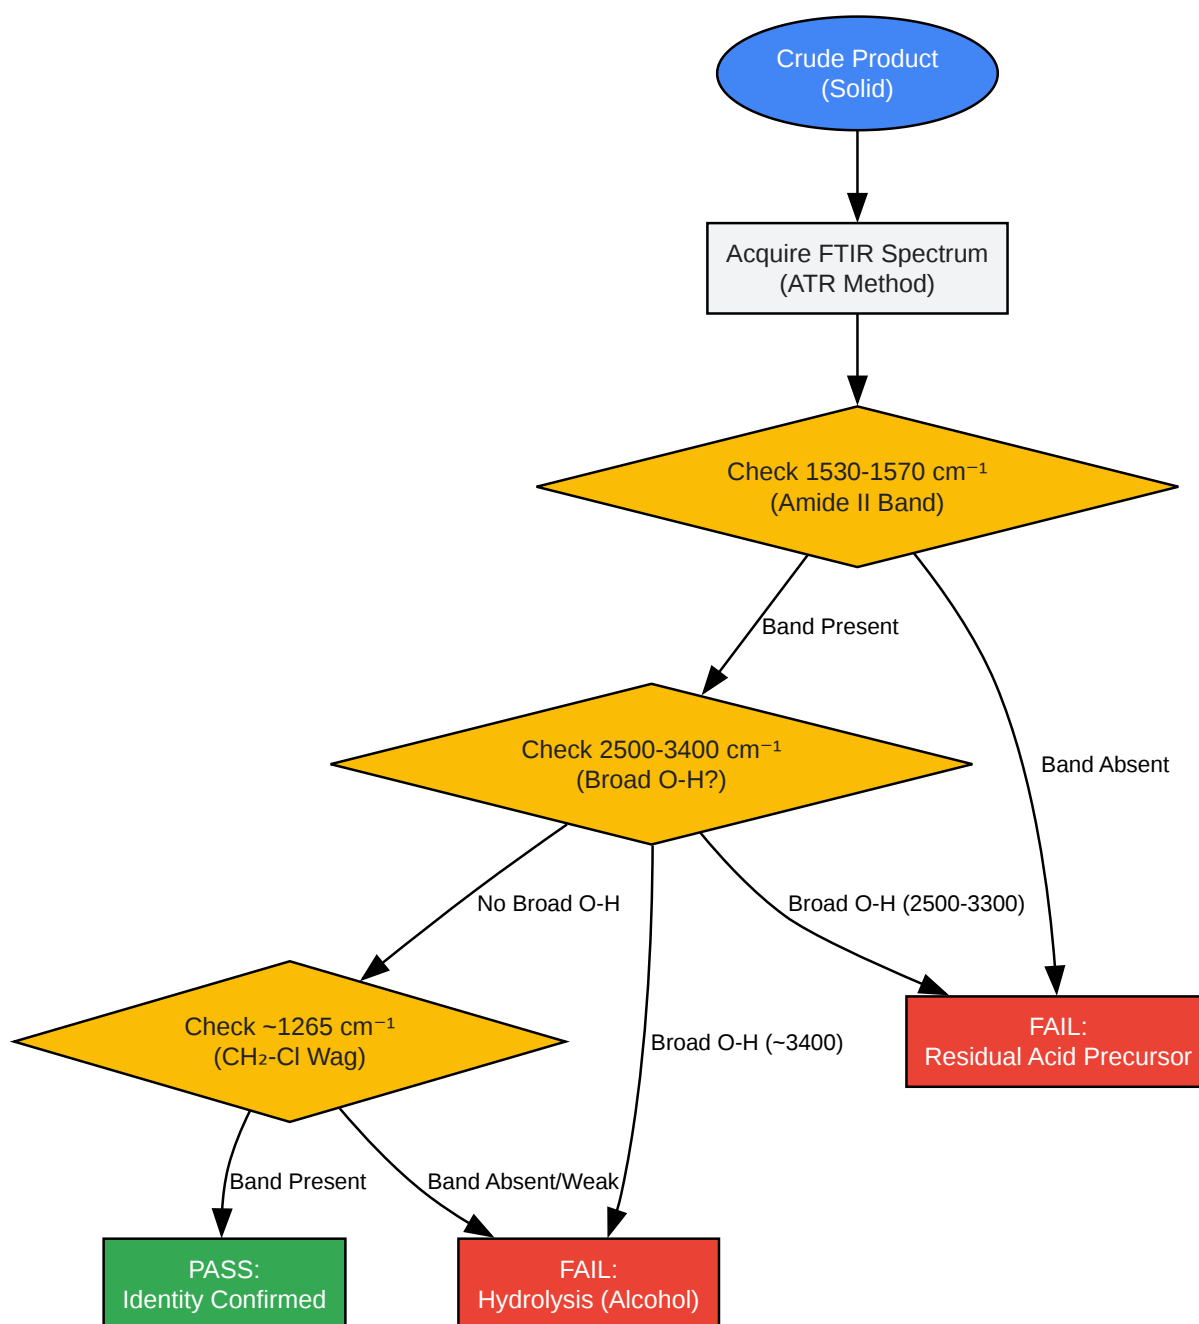 Crude Product
(Solid)
Acquire FTIR Spectrum
(ATR Method)
Check 1530-1570 cm⁻¹
(Amide II Band)
Band Present
Check 2500-3400 cm⁻¹
(Broad O-H?)
Band Absent
No Broad O-H
Broad O-H (2500-3300)
Check ~1265 cm⁻¹
(CH₂-Cl Wag)
Broad O-H (~3400)
FAIL:
Residual Acid Precursor
Band Present
Band Absent/Weak
PASS:
Identity Confirmed
FAIL:
Hydrolysis (Alcohol)